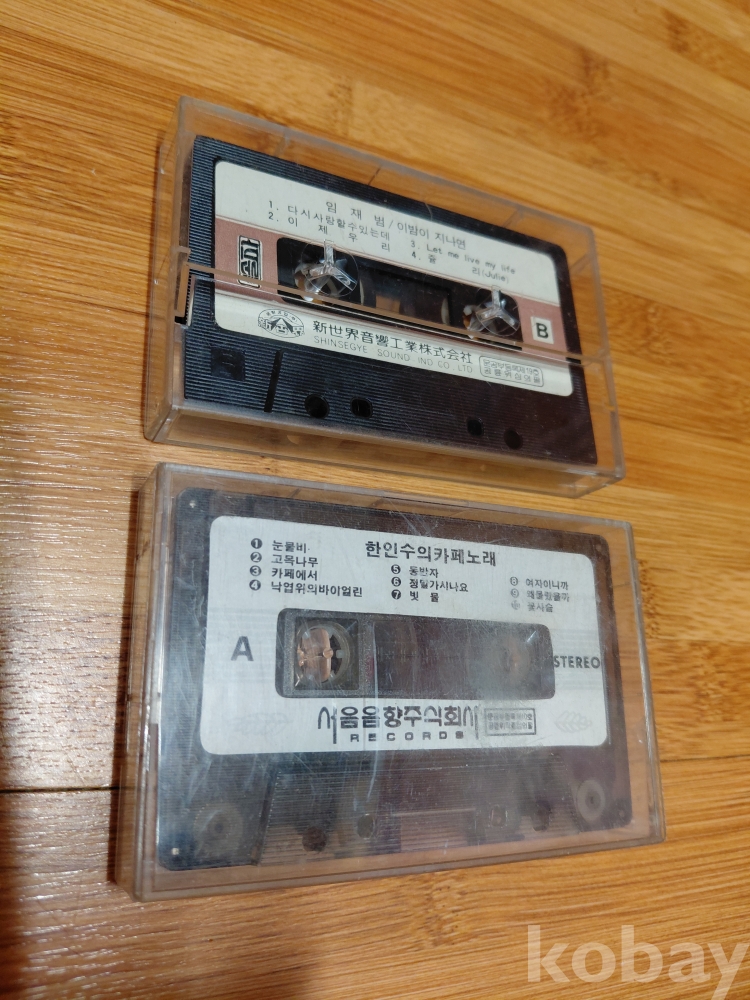 임 재 범 / 이밤이 지나면
1. 다시사랑할수있는데
2. 이 제 우 리
3. Let me live my life
4. 줄 리(Julie)
B
新世界音響工業株式会社
SHINSEGYE SOUND IND CO LTD
한인수의카페노래
❶ 눈물비
❷ 고목나무
❸ 카페에서
❹ 낙엽위의바이얼린
❺ 동반자
❻ 정말가시나요
❼ 빗 물
❽ 여자이니까
A
STEREO
서음음향주식회사
RECORDS
kobay